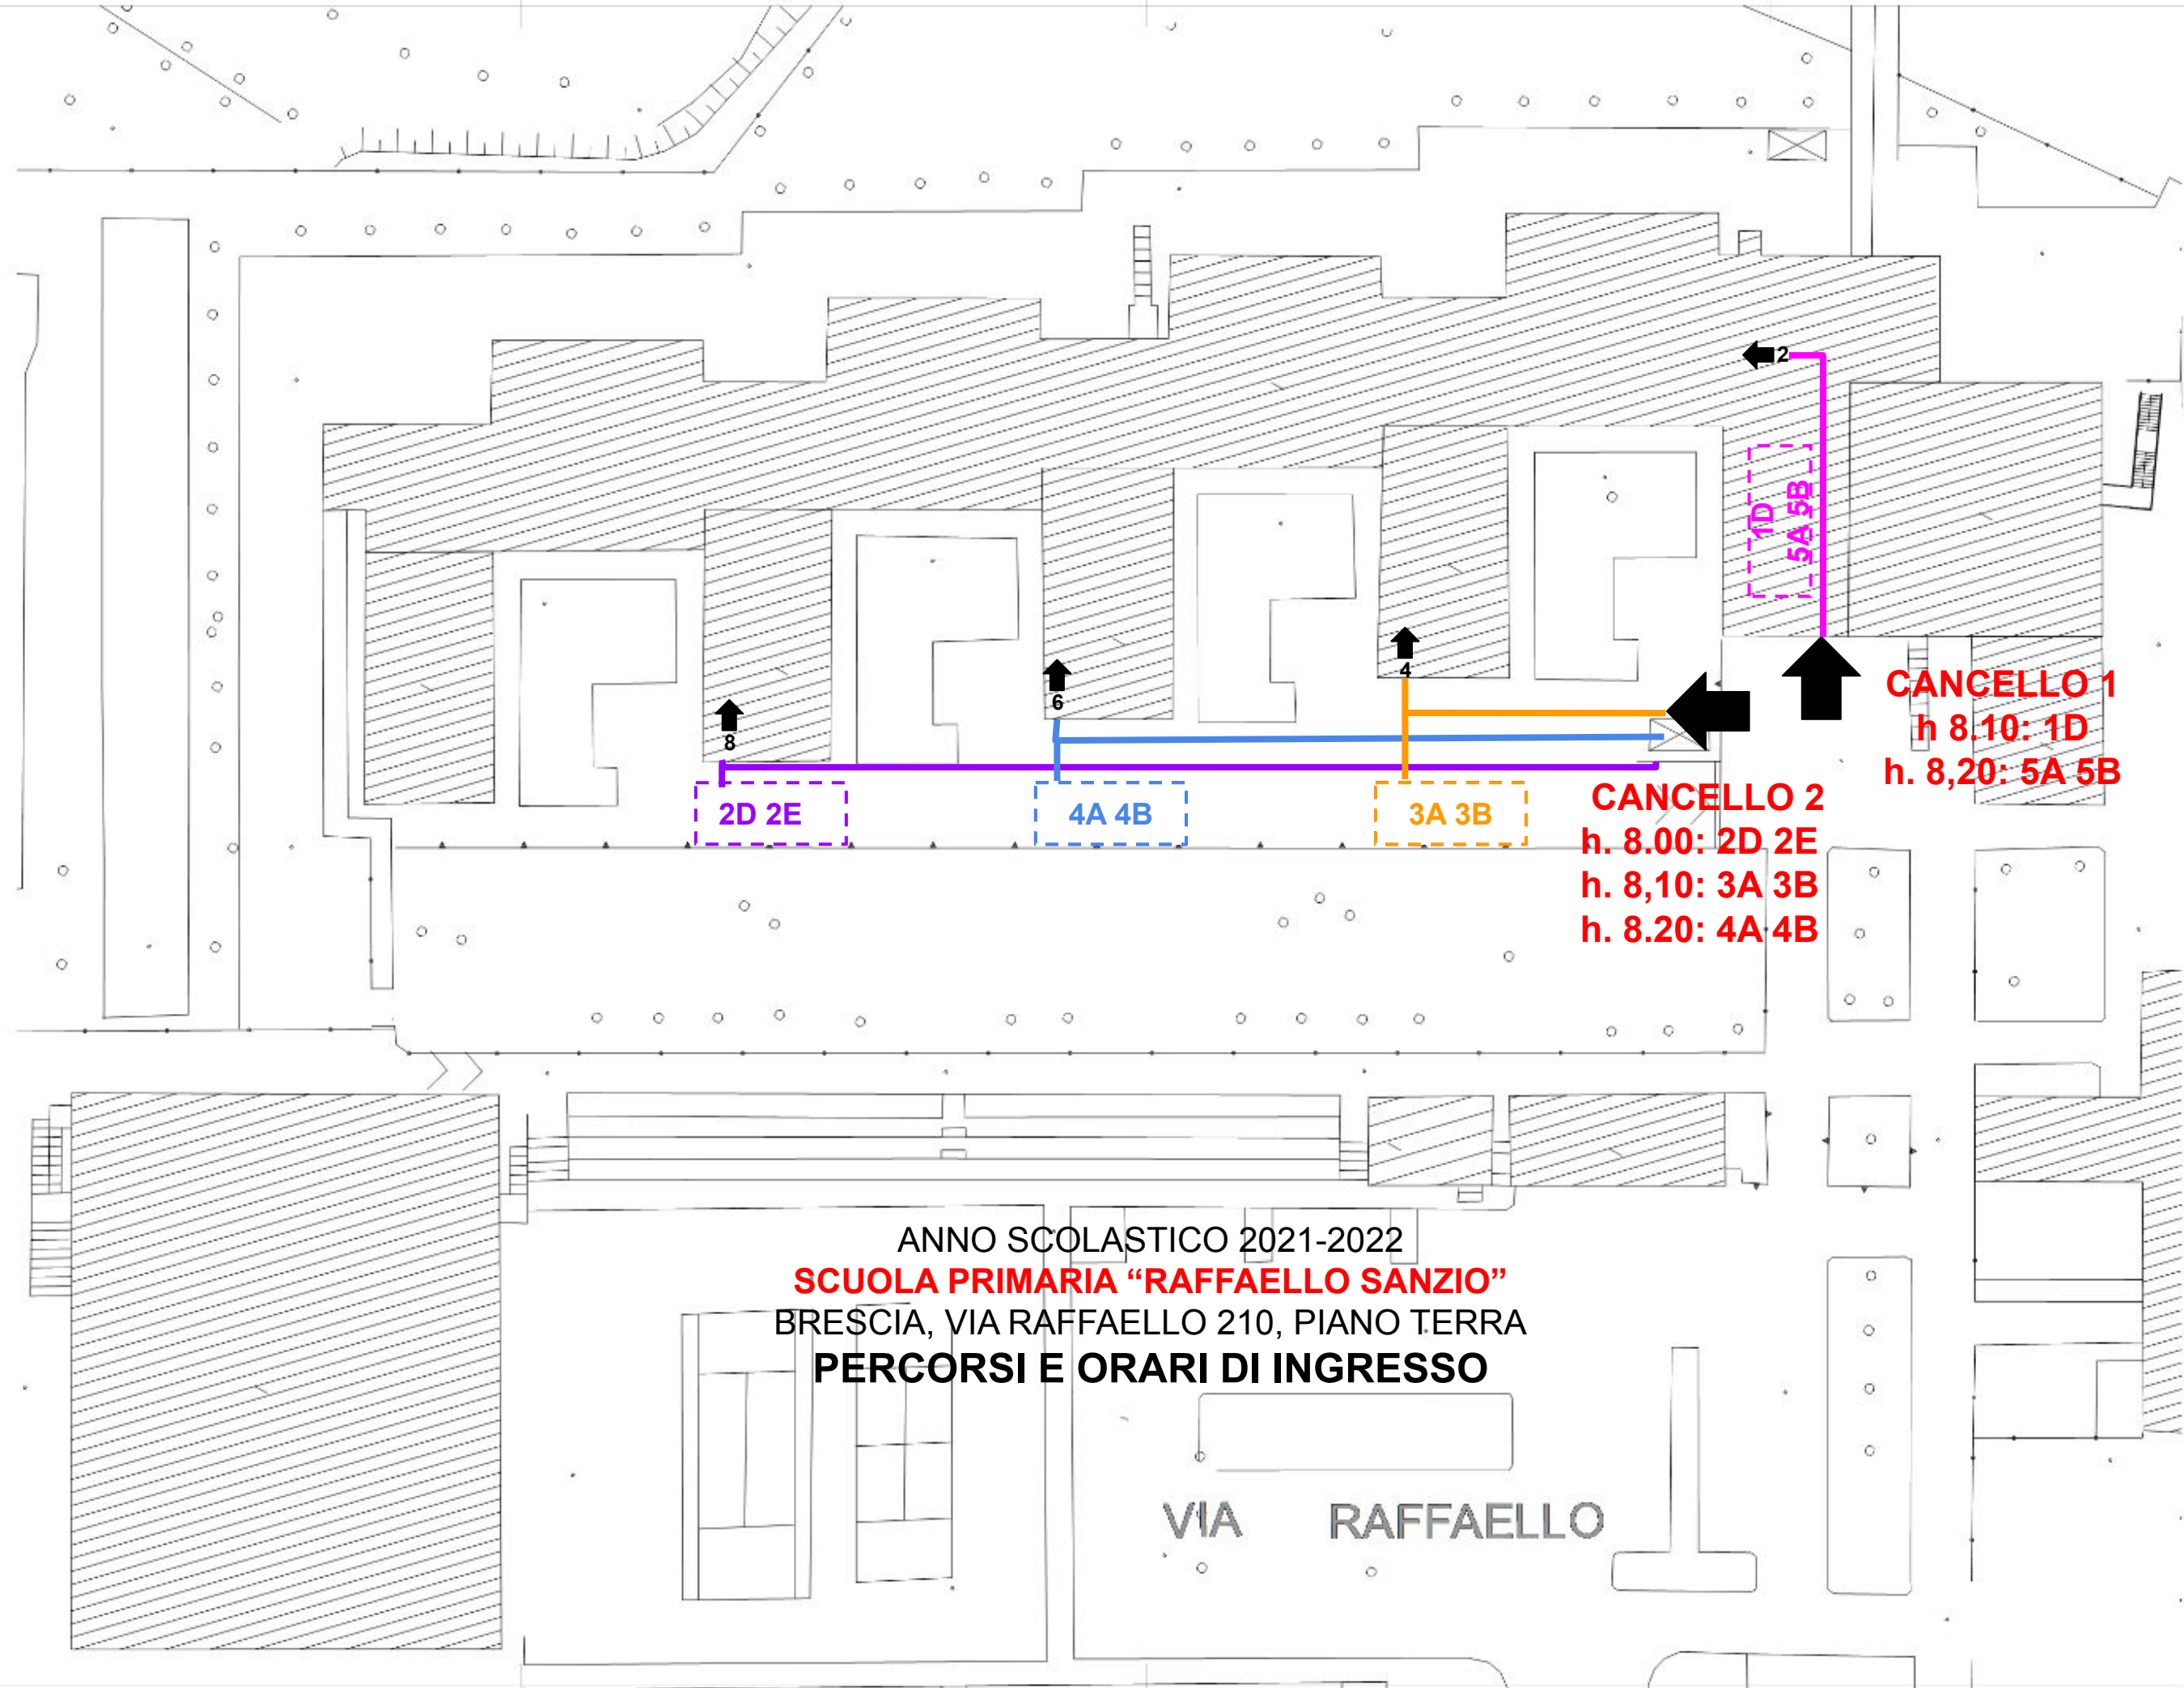 2
1D
5A 5B
4
6
8
CANCELLO 1
h 8.10: 1D
h. 8,20: 5A 5B
2D 2E
4A 4B
3A 3B
CANCELLO 2
h. 8.00: 2D 2E
h. 8,10: 3A 3B
h. 8.20: 4A 4B
ANNO SCOLASTICO 2021-2022
SCUOLA PRIMARIA “RAFFAELLO SANZIO”
BRESCIA, VIA RAFFAELLO 210, PIANO TERRA
PERCORSI E ORARI DI INGRESSO
VIA RAFFAELLO